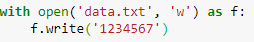 with open('data.txt', 'w') as f:
    f.write('1234567')